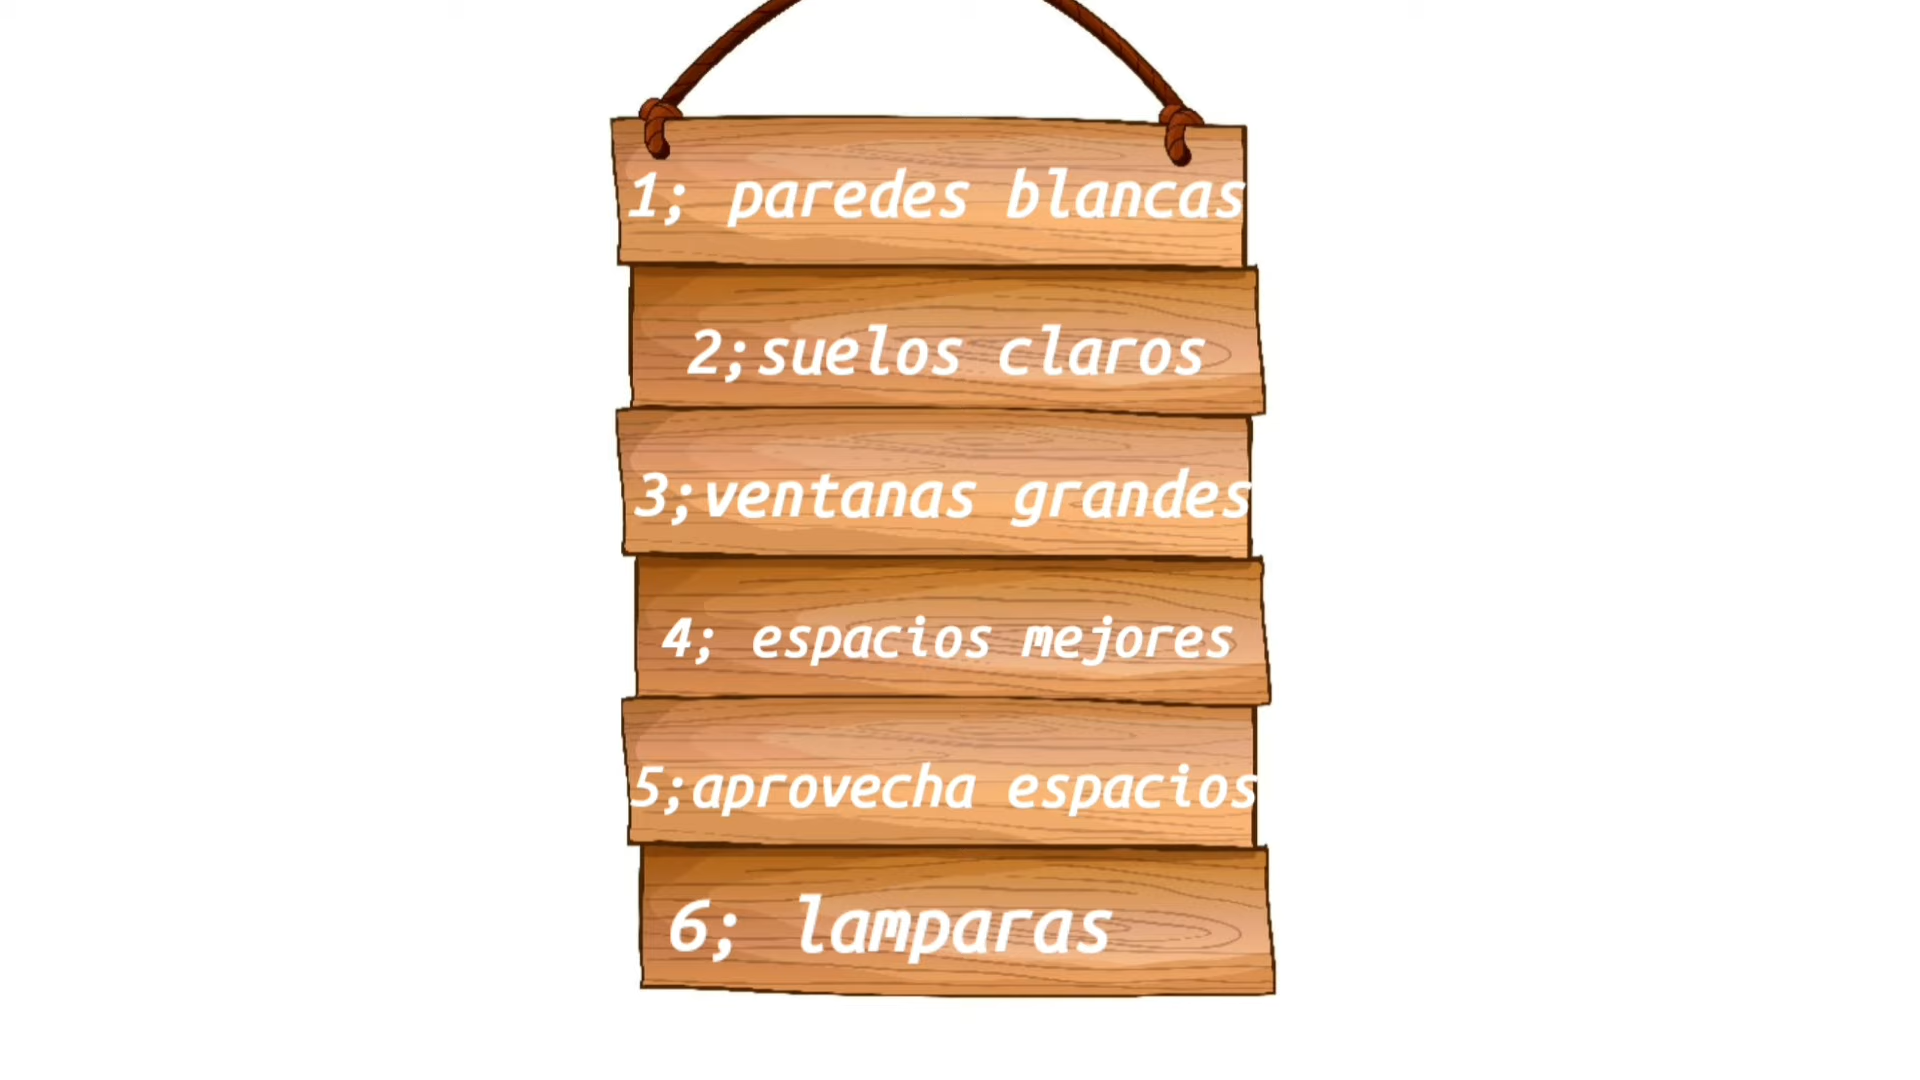 1; paredes blancas
2;suelos claros
3;ventanas grandes
4; espacios mejores
5;aprovecha espacios
6; lamparas